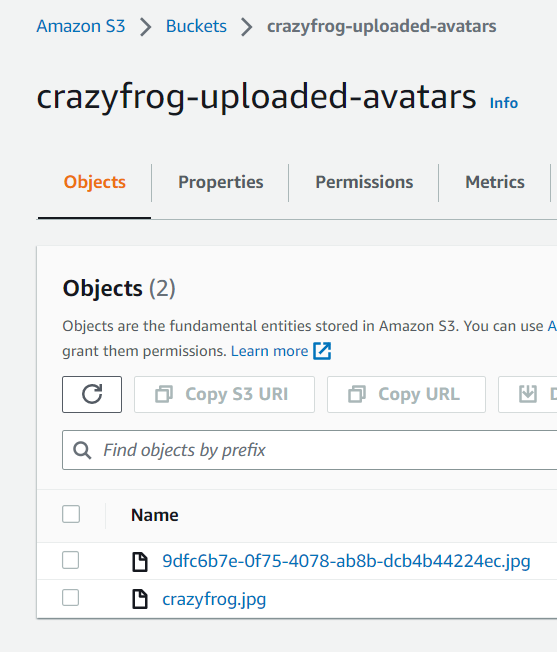 Amazon S3 > Buckets > crazyfrog-uploaded-avatars
crazyfrog-uploaded-avatars Info
Objects Properties Permissions Metrics
Objects (2)
Objects are the fundamental entities stored in Amazon S3. You can use A
grant them permissions. Learn more
Copy S3 URI Copy URL D
Find objects by prefix
Name
9dfc6b7e-0f75-4078-ab8b-dcb4b44224ec.jpg
crazyfrog.jpg